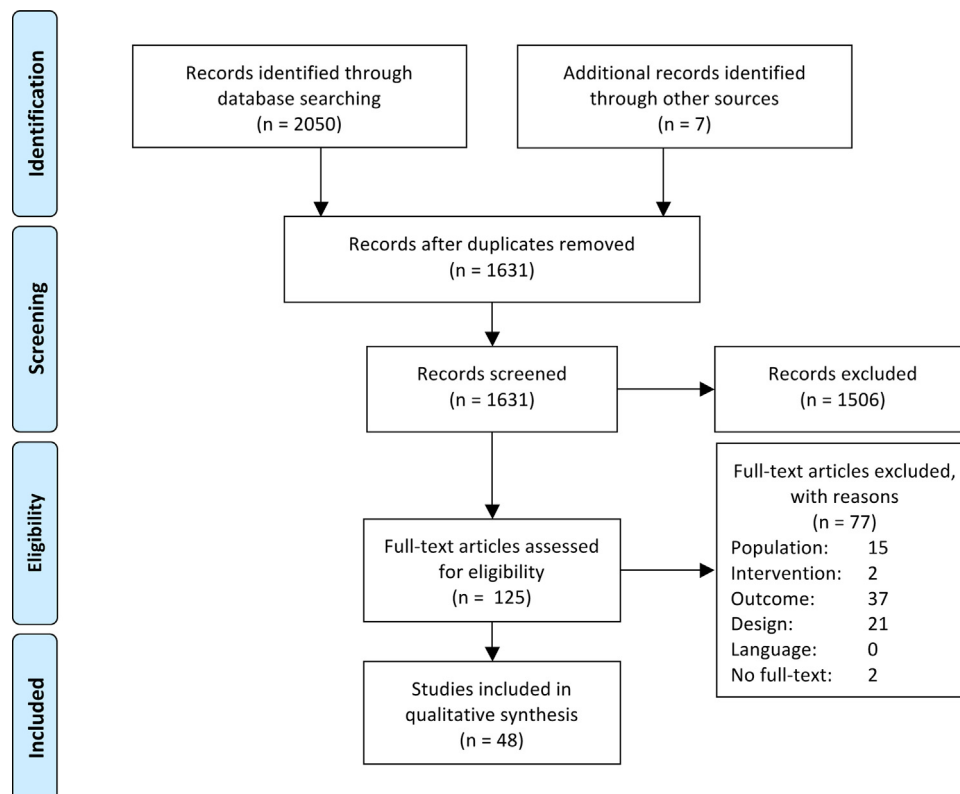 Identification
Records identified through
database searching
(n = 2050)
Additional records identified
through other sources
(n = 7)
Screening
Records after duplicates removed
(n = 1631)
Records screened
(n = 1631)
Records excluded
(n = 1506)
Eligibility
Full-text articles assessed
for eligibility
(n =  125)
Full-text articles excluded,
with reasons
(n = 77)
Population: 15
Intervention: 2
Outcome: 37
Design: 21
Language: 0
No full-text: 2
Included
Studies included in
qualitative synthesis
(n = 48)